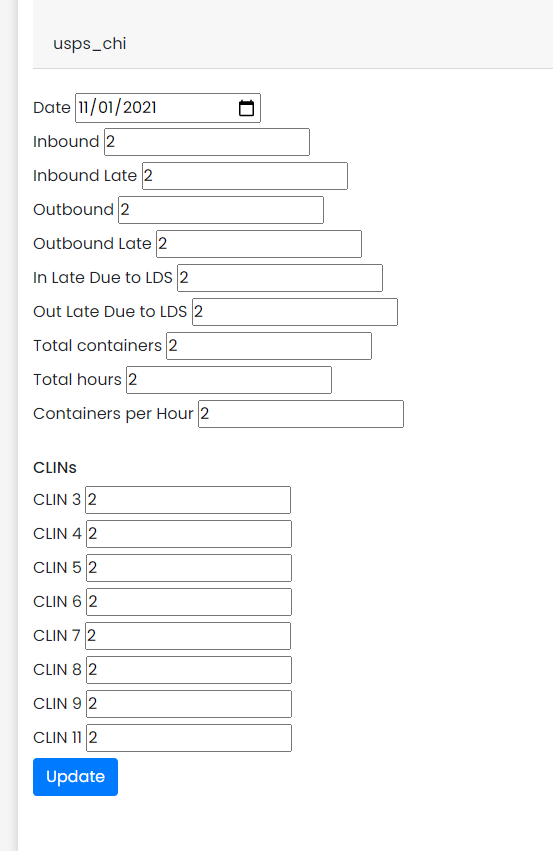 usps_chi
Date 11/01/2021
Inbound 2
Inbound Late 2
Outbound 2
Outbound Late 2
In Late Due to LDS 2
Out Late Due to LDS 2
Total containers 2
Total hours 2
Containers per Hour 2
CLINs
CLIN 3 2
CLIN 4 2
CLIN 5 2
CLIN 6 2
CLIN 7 2
CLIN 8 2
CLIN 9 2
CLIN 11 2
Update